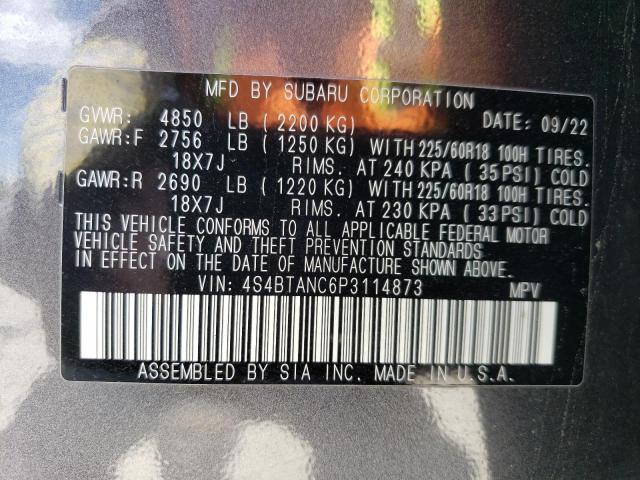 MFD BY SUBARU CORPORATION
GVWR: 4850 LB ( 2200 KG) DATE: 09/22
GAWR:F 2756 LB ( 1250 KG) WITH 225/60R18 100H TIRES.
18X7J RIMS. AT 240 KPA ( 35 PSI) COLD
GAWR:R 2690 LB ( 1220 KG) WITH 225/60R18 100H TIRES.
18X7J RIMS. AT 230 KPA ( 33 PSI) COLD
THIS VEHICLE CONFORMS TO ALL APPLICABLE FEDERAL MOTOR
VEHICLE SAFETY AND THEFT PREVENTION STANDARDS
IN EFFECT ON THE DATE OF MANUFACTURE SHOWN ABOVE.
VIN: 4S4BTANC6P3114873 MPV
ASSEMBLED BY SIA INC. MADE IN U.S.A.